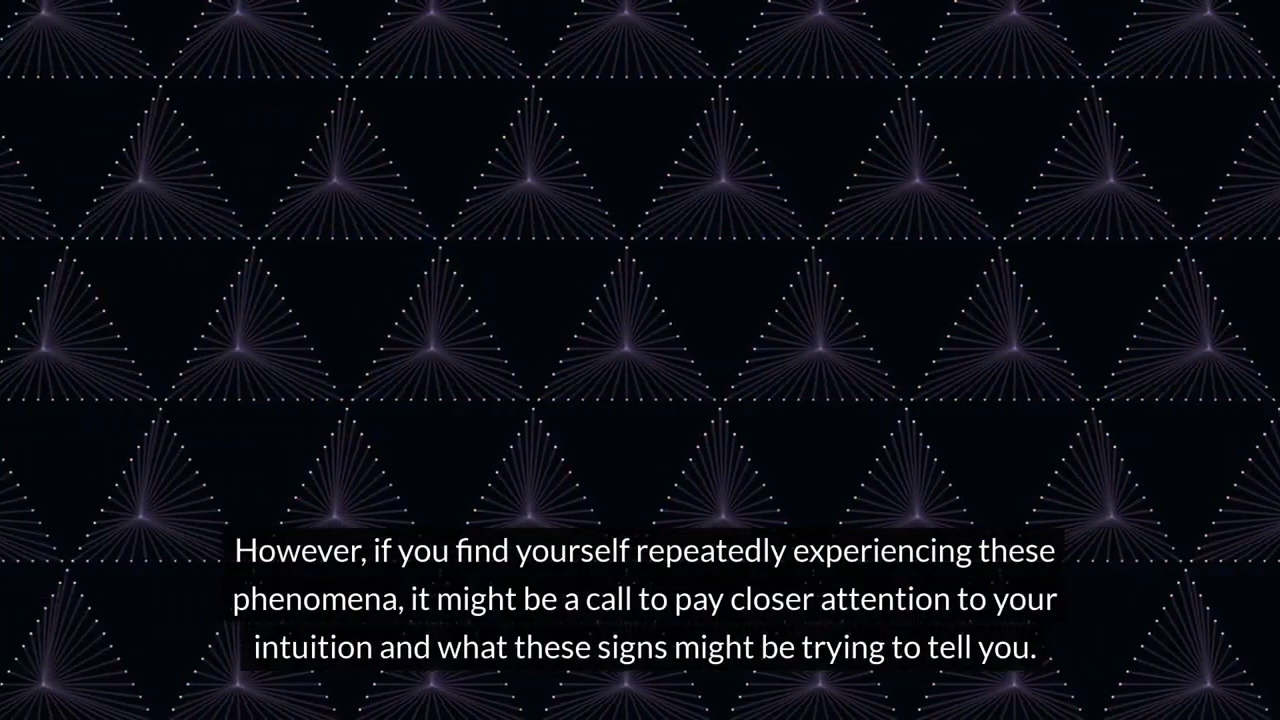 However, if you find yourself repeatedly experiencing these
phenomena, it might be a call to pay closer attention to your
intuition and what these signs might be trying to tell you.